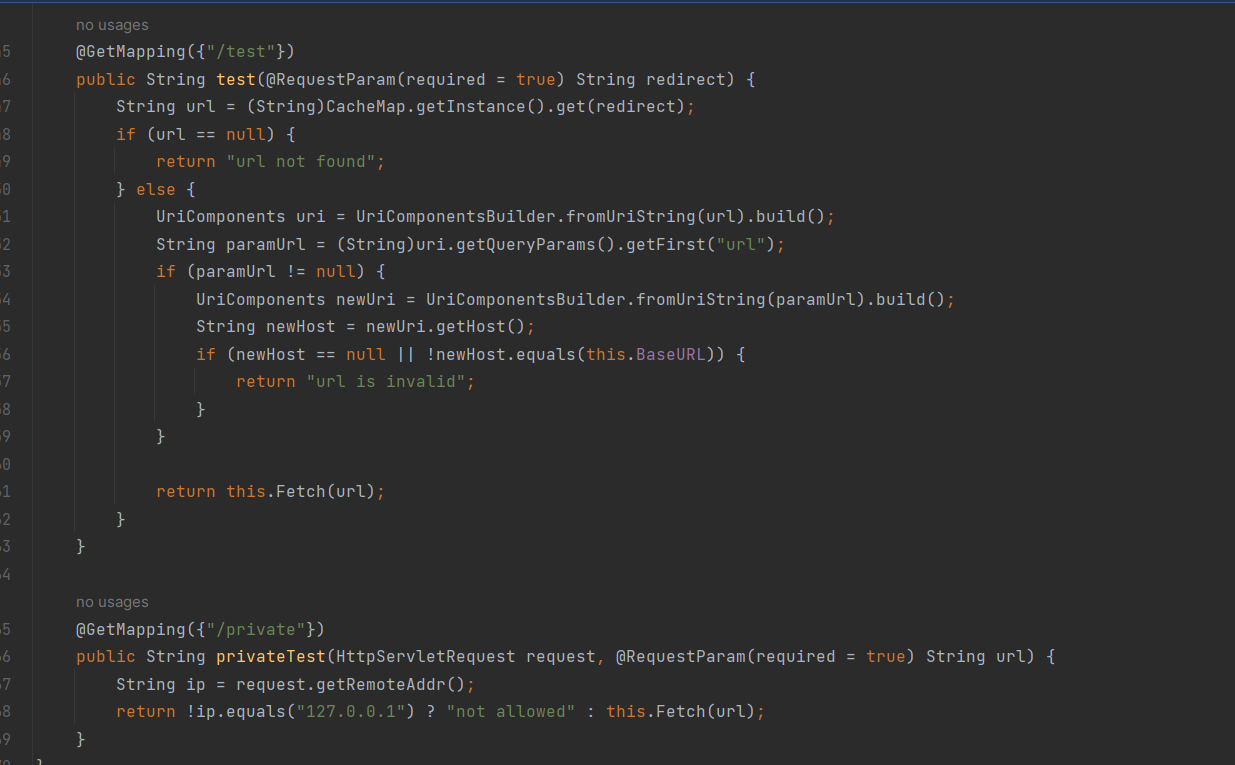 no usages
5 @GetMapping({"/test"})
6 public String test(@RequestParam(required = true) String redirect) {
7 String url = (String)CacheMap.getInstance().get(redirect);
8 if (url == null) {
9 return "url not found";
0 } else {
1 UriComponents uri = UriComponentsBuilder.fromUriString(url).build();
2 String paramUrl = (String)uri.getQueryParams().getFirst("url");
3 if (paramUrl != null) {
4 UriComponents newUri = UriComponentsBuilder.fromUriString(paramUrl).build();
5 String newHost = newUri.getHost();
6 if (newHost == null || !newHost.equals(this.BaseURL)) {
7 return "url is invalid";
8 }
9 }
0
1 return this.Fetch(url);
2 }
3 }
4
no usages
5 @GetMapping({"/private"})
6 public String privateTest(HttpServletRequest request, @RequestParam(required = true) String url) {
7 String ip = request.getRemoteAddr();
8 return !ip.equals("127.0.0.1") ? "not allowed" : this.Fetch(url);
9 }
}